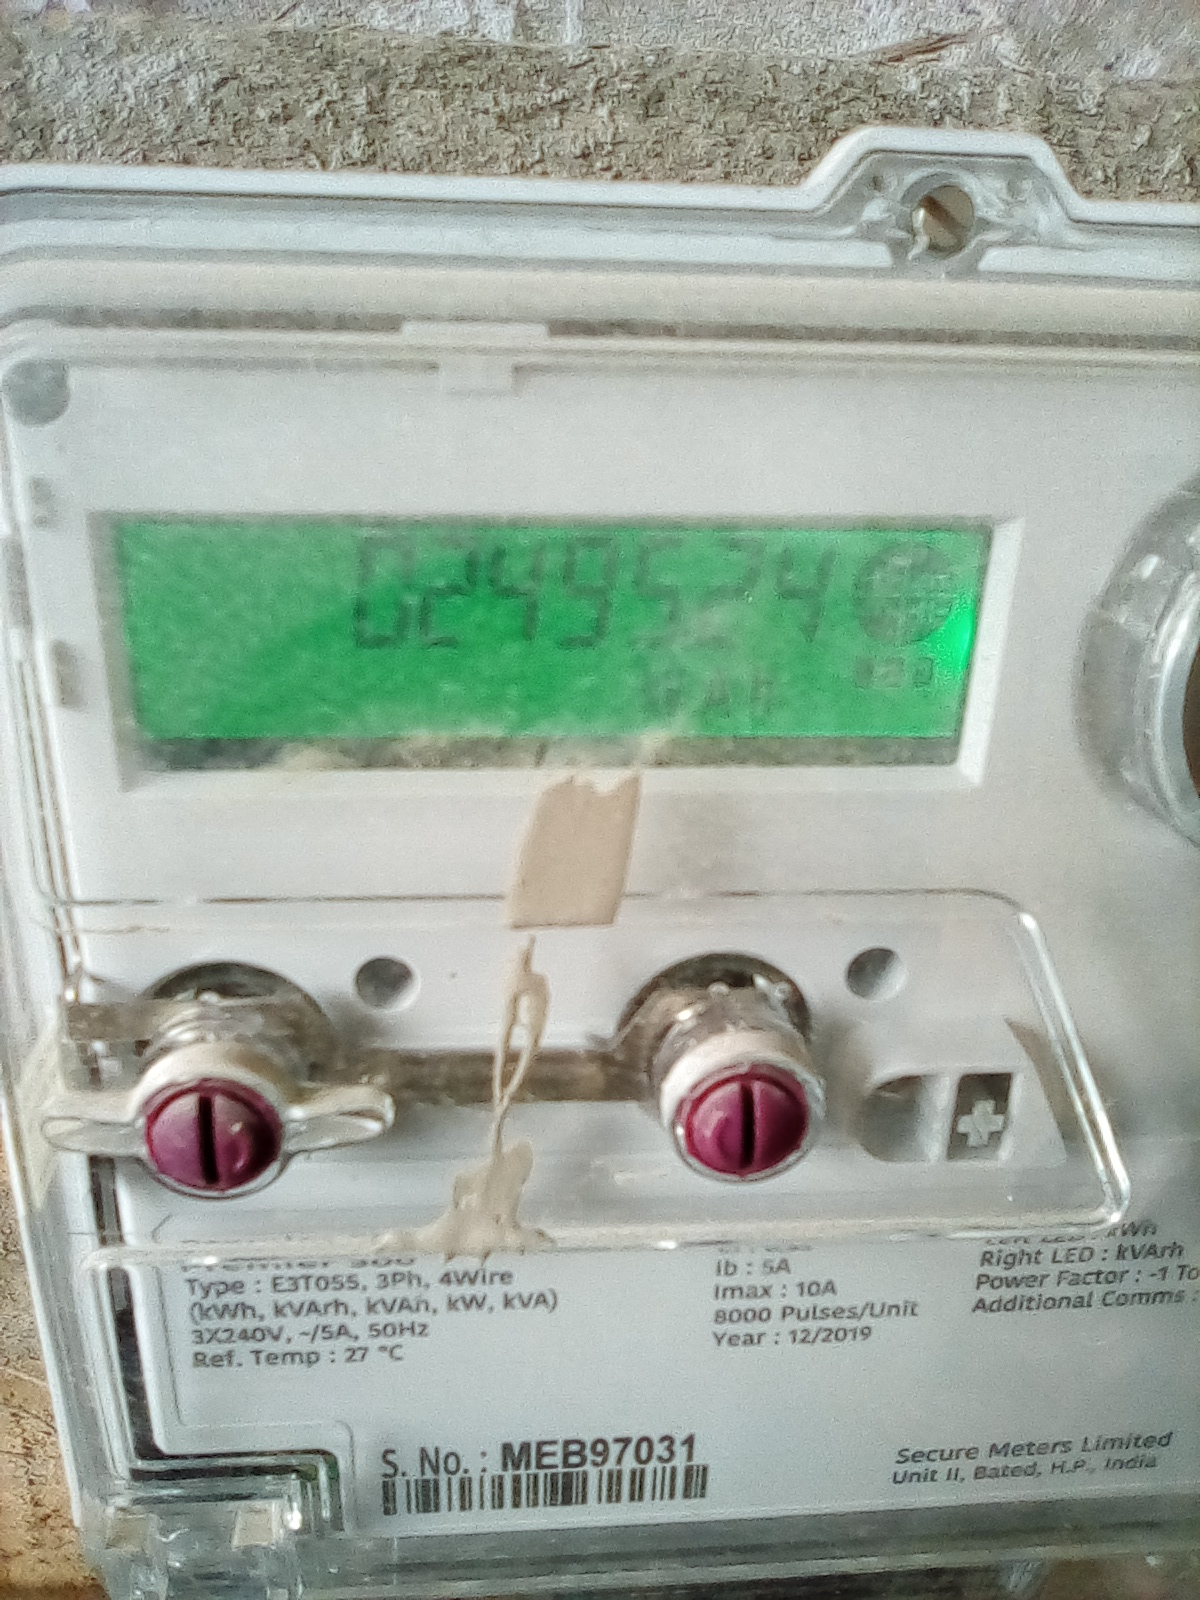 0249524
Type : E3T055, 3Ph, 4Wire
(kWh, kVArh, kVAh, kW, kVA)
3X240V, ~/5A, 50Hz
Ref. Temp : 27 °C
Ib : 5A
Imax : 10A
8000 Pulses/Unit
Year : 12/2019
kWh
Right LED : kVArh
Power Factor : -1 To
Additional Comms :
S. No. : MEB97031
Secure Meters Limited
Unit II, Bated, H.P., India